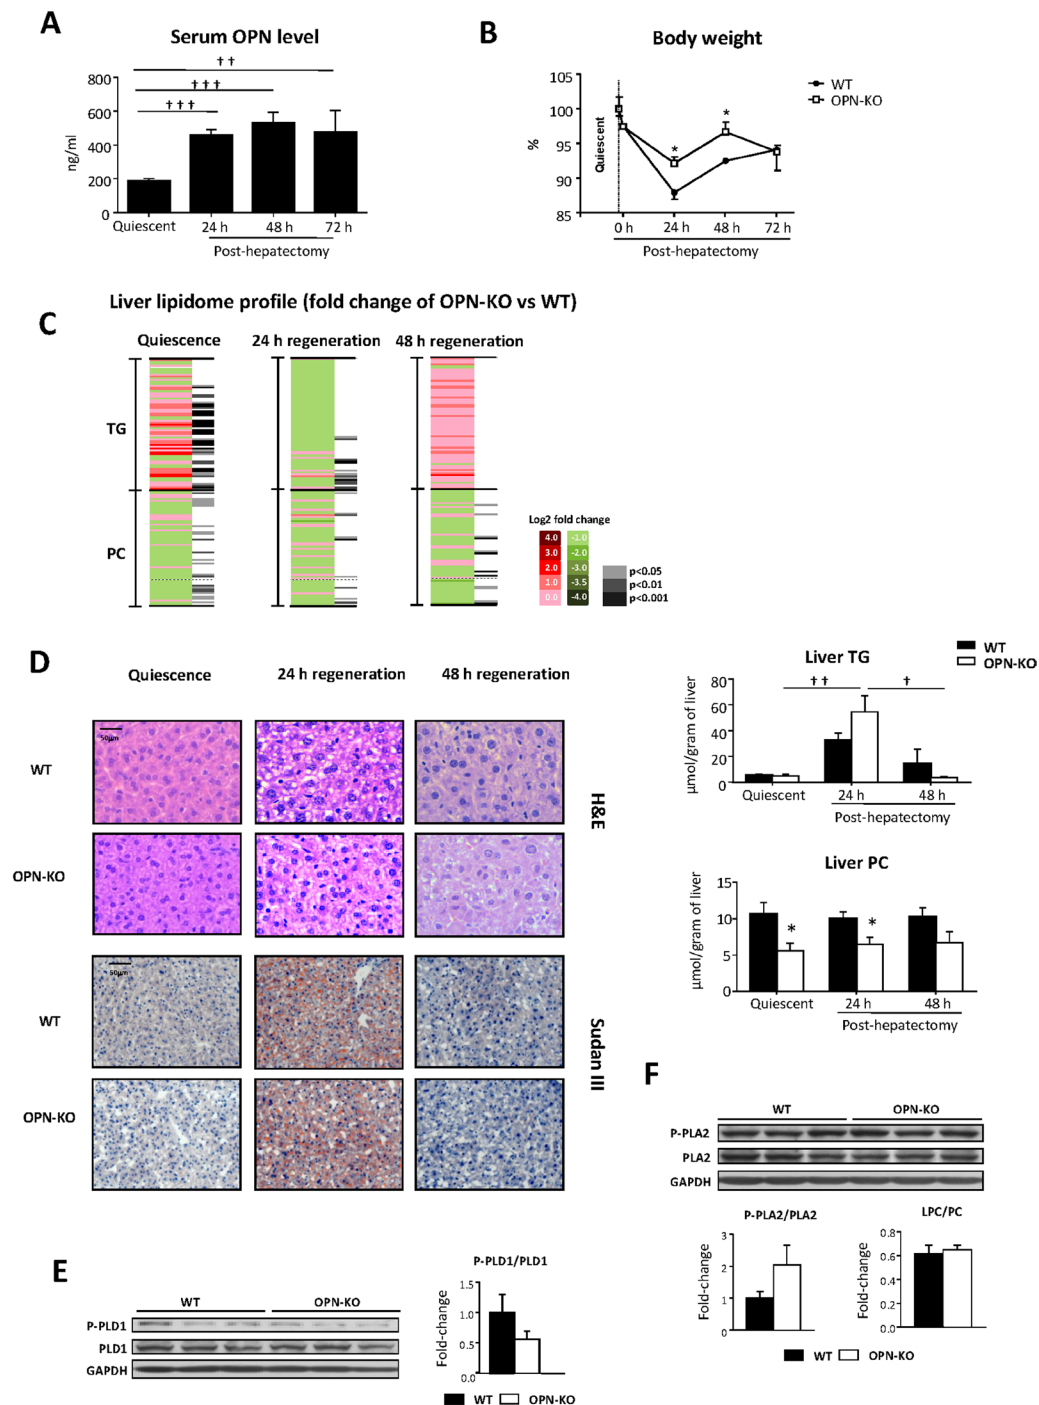 A
Serum OPN level
††
†††
†††
800
600
400
200
0
ng/ml
Quiescent
24 h
48 h
72 h
Post-hepatectomy
B
Body weight
WT
OPN-KO
105
100
95
90
85
%
Quiescent
*
*
0 h
24 h
48 h
72 h
Post-hepatectomy
Liver lipidome profile (fold change of OPN-KO vs WT)
C
Quiescence
24 h regeneration
48 h regeneration
TG
PC
Log2 fold change
4.0 -1.0
3.0 -2.0
2.0 -3.0
1.0 -3.5
0.0 -4.0
p<0.05
p<0.01
p<0.001
D
Quiescence
24 h regeneration
48 h regeneration
50µm
WT
OPN-KO
H&E
50µm
WT
OPN-KO
Sudan III
WT
OPN-KO
Liver TG
††
†
80
60
40
20
0
µmol/gram of liver
Quiescent
24 h
48 h
Post-hepatectomy
Liver PC
15
10
5
0
µmol/gram of liver
*
*
Quiescent
24 h
48 h
Post-hepatectomy
E
WT
OPN-KO
P-PLD1
PLD1
GAPDH
P-PLD1/PLD1
1.5
1.0
0.5
0.0
Fold-change
WT
OPN-KO
F
WT
OPN-KO
P-PLA2
PLA2
GAPDH
P-PLA2/PLA2
3
2
1
0
Fold-change
LPC/PC
0.8
0.6
0.4
0.2
0.0
Fold-change
WT
OPN-KO